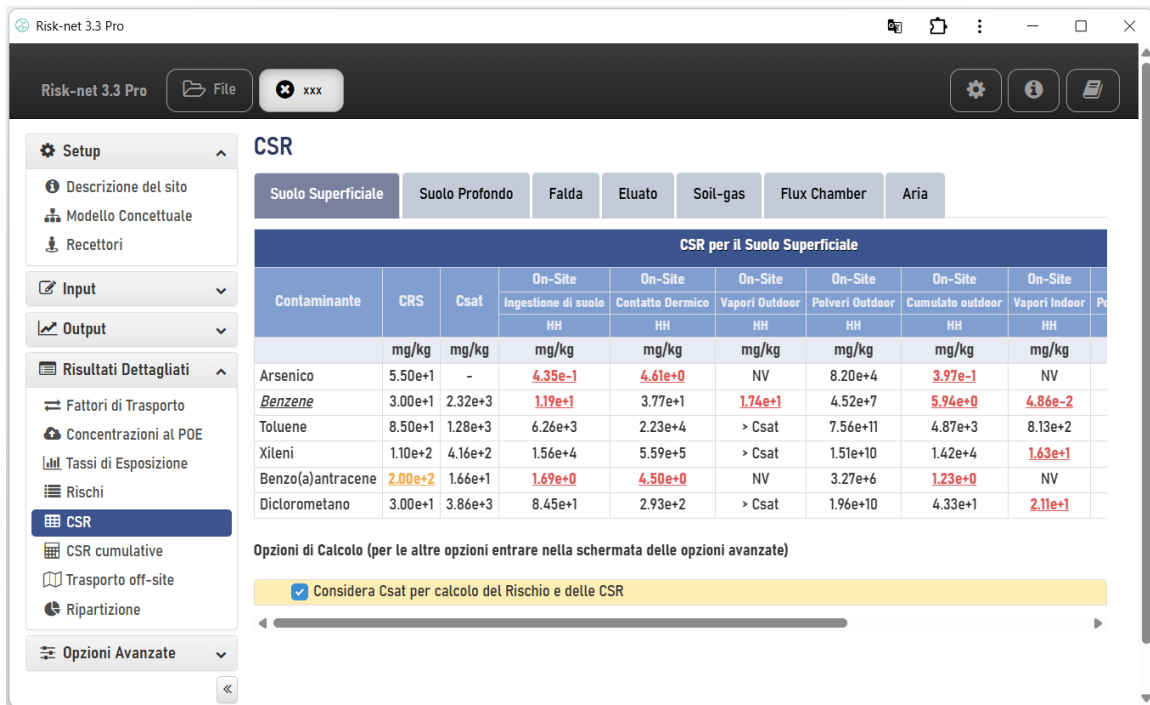 Risk-net 3.3 Pro
Risk-net 3.3 Pro File xxx
Setup
Descrizione del sito
Modello Concettuale
Recettori
Input
Output
Risultati Dettagliati
Fattori di Trasporto
Concentrazioni al POE
Tassi di Esposizione
Rischi
CSR
CSR cumulative
Trasporto off-site
Ripartizione
Opzioni Avanzate
«
CSR
Suolo Superficiale Suolo Profondo Falda Eluato Soil-gas Flux Chamber Aria
CSR per il Suolo Superficiale
On-Site On-Site On-Site On-Site On-Site On-Site
Contaminante CRS Csat Ingestione di suolo Contatto Dermico Vapori Outdoor Polveri Outdoor Cumulato outdoor Vapori Indoor
HH HH HH HH HH HH
mg/kg mg/kg mg/kg mg/kg mg/kg mg/kg mg/kg mg/kg
Arsenico 5.50e+1 - 4.35e-1 4.61e+0 NV 8.20e+4 3.97e-1 NV
Benzene 3.00e+1 2.32e+3 1.19e+1 3.77e+1 1.74e+1 4.52e+7 5.94e+0 4.86e-2
Toluene 8.50e+1 1.28e+3 6.26e+3 2.23e+4 > Csat 7.56e+11 4.87e+3 8.13e+2
Xileni 1.10e+2 4.16e+2 1.56e+4 5.59e+5 > Csat 1.51e+10 1.42e+4 1.63e+1
Benzo(a)antracene 2.00e+2 1.66e+1 1.69e+0 4.50e+0 NV 3.27e+6 1.23e+0 NV
Diclorometano 3.00e+1 3.86e+3 8.45e+1 2.93e+2 > Csat 1.96e+10 4.33e+1 2.11e+1
Opzioni di Calcolo (per le altre opzioni entrare nella schermata delle opzioni avanzate)
Considera Csat per calcolo del Rischio e delle CSR